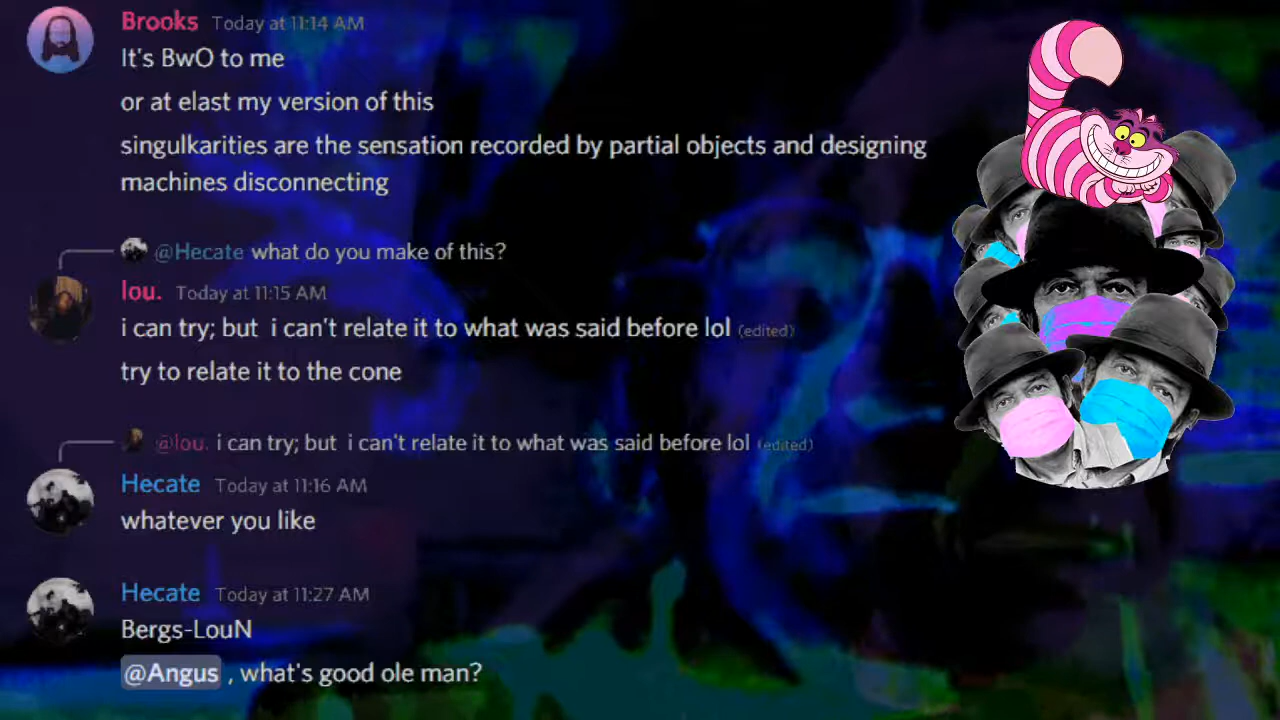 Brooks Today at 11:14 AM
It's BwO to me
or at elast my version of this
singulkarities are the sensation recorded by partial objects and designing
machines disconnecting
@Hecate what do you make of this?
lou. Today at 11:15 AM
i can try; but i can't relate it to what was said before lol (edited)
try to relate it to the cone
@lou. i can try; but i can't relate it to what was said before lol (edited)
Hecate Today at 11:16 AM
whatever you like
Hecate Today at 11:27 AM
Bergs-LouN
@Angus , what's good ole man?